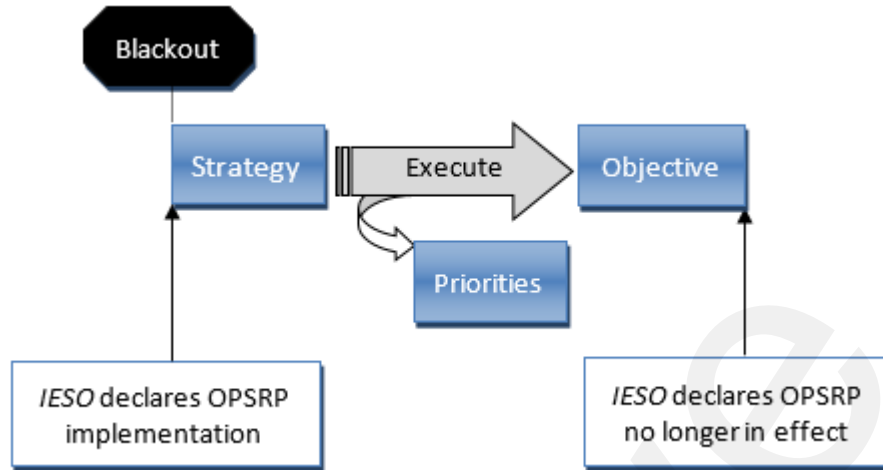 Blackout
Strategy
Execute
Objective
Priorities
IESO declares OPSRP
implementation
IESO declares OPSRP
no longer in effect